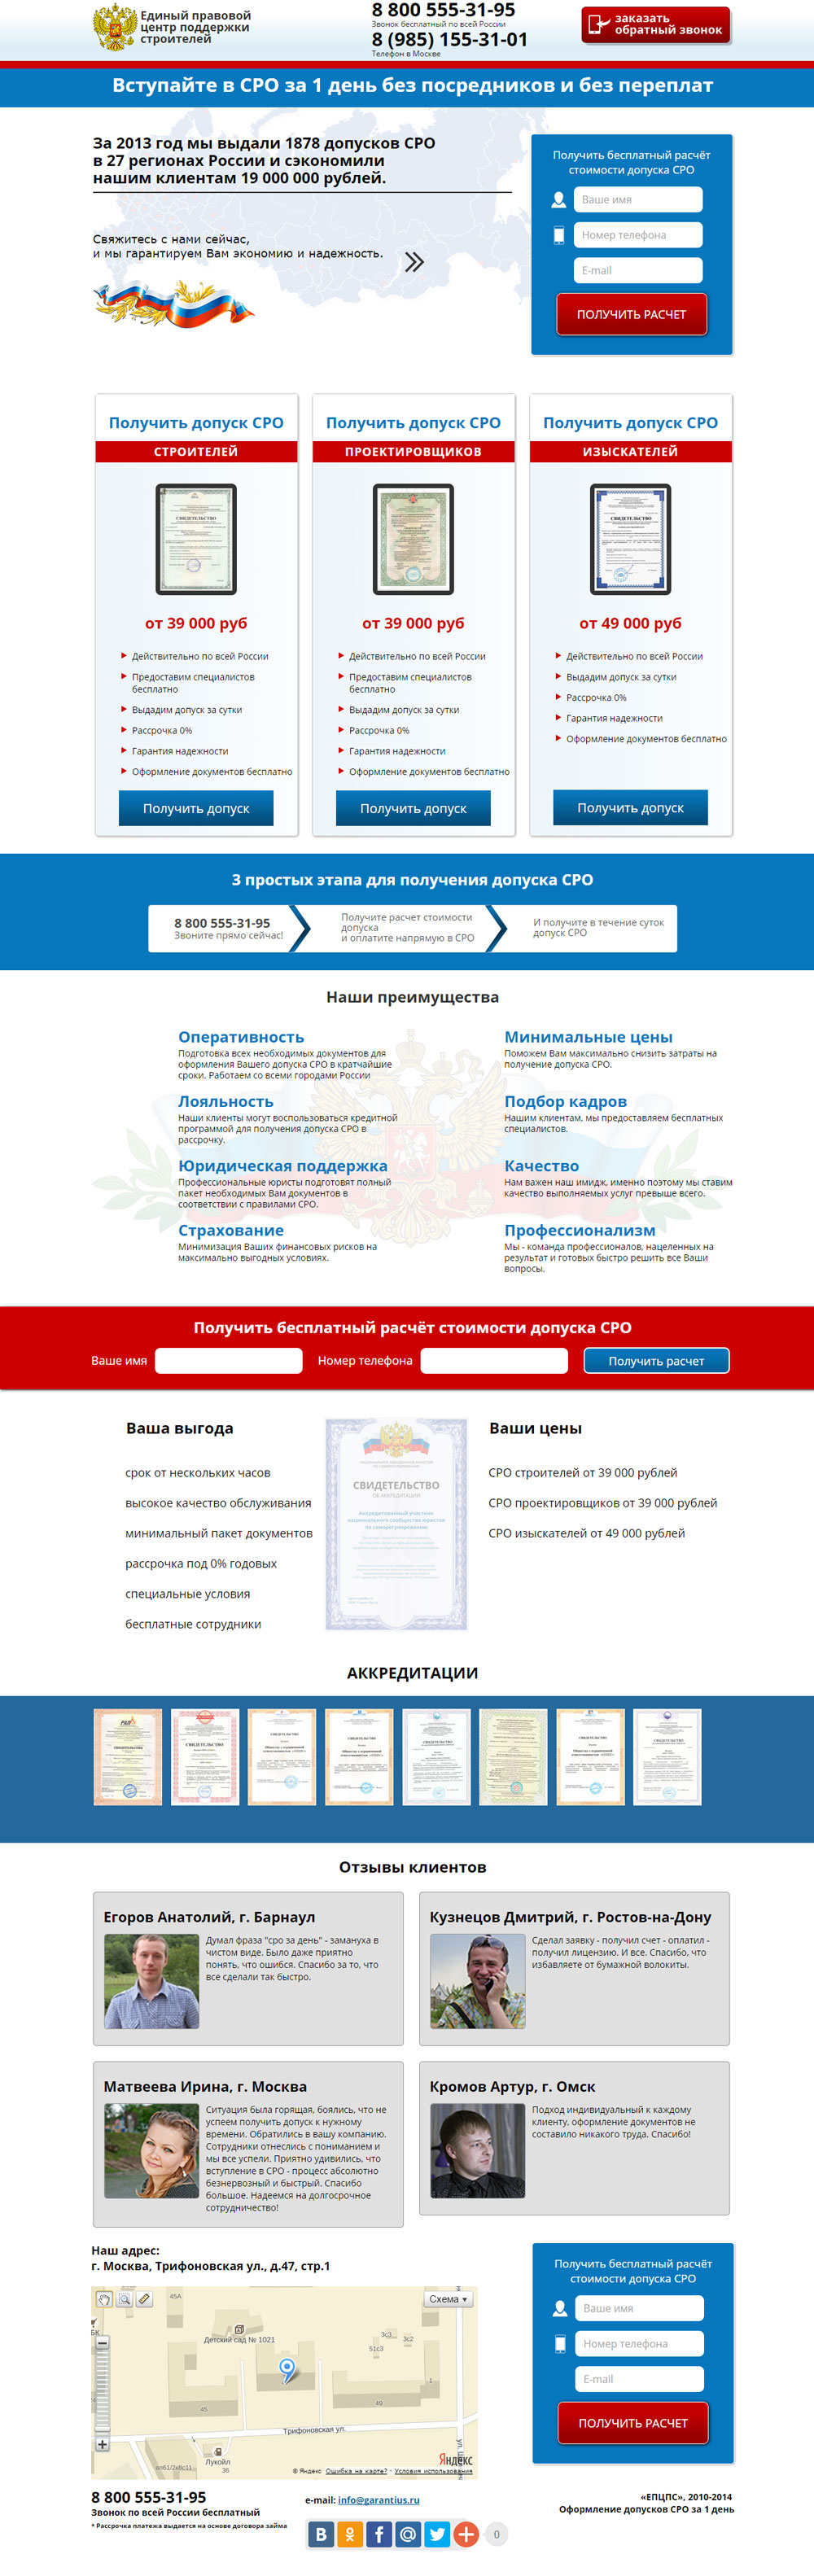 Единый правовой
центр поддержки
строителей
8 800 555-31-95
Звонок бесплатный по всей России
8 (985) 155-31-01
Телефон в Москве
заказать
обратный звонок
Вступайте в СРО за 1 день без посредников и без переплат
За 2013 год мы выдали 1878 допусков СРО
в 27 регионах России и сэкономили
нашим клиентам 19 000 000 рублей.
Свяжитесь с нами сейчас,
и мы гарантируем Вам экономию и надежность.
Получить бесплатный расчёт
стоимости допуска СРО
Ваше имя
Номер телефона
E-mail
ПОЛУЧИТЬ РАСЧЕТ
Получить допуск СРО
СТРОИТЕЛЕЙ
СВИДЕТЕЛЬСТВО
от 39 000 руб
Действительно по всей России
Предоставим специалистов
бесплатно
Выдадим допуск за сутки
Рассрочка 0%
Гарантия надежности
Оформление документов бесплатно
Получить допуск
Получить допуск СРО
ПРОЕКТИРОВЩИКОВ
от 39 000 руб
Действительно по всей России
Предоставим специалистов
бесплатно
Выдадим допуск за сутки
Рассрочка 0%
Гарантия надежности
Оформление документов бесплатно
Получить допуск
Получить допуск СРО
ИЗЫСКАТЕЛЕЙ
СВИДЕТЕЛЬСТВО
от 49 000 руб
Действительно по всей России
Выдадим допуск за сутки
Рассрочка 0%
Гарантия надежности
Оформление документов бесплатно
Получить допуск
3 простых этапа для получения допуска СРО
8 800 555-31-95
Звоните прямо сейчас!
Получите расчет стоимости
допуска
и оплатите напрямую в СРО
И получите в течение суток
допуск СРО
Наши преимущества
Оперативность
Подготовка всех необходимых документов для
оформления Вашего допуска СРО в кратчайшие
сроки. Работаем со всеми городами России
Лояльность
Наши клиенты могут воспользоваться кредитной
программой для получения допуска СРО в
рассрочку.
Юридическая поддержка
Профессиональные юристы подготовят полный
пакет необходимых Вам документов в
соответствии с правилами СРО.
Страхование
Минимизация Ваших финансовых рисков на
максимально выгодных условиях.
Минимальные цены
Поможем Вам максимально снизить затраты на
получение допуска СРО.
Подбор кадров
Нашим клиентам, мы предоставляем бесплатных
специалистов.
Качество
Нам важен наш имидж, именно поэтому мы ставим
качество выполняемых услуг превыше всего.
Профессионализм
Мы - команда профессионалов, нацеленных на
результат и готовых быстро решить все Ваши
вопросы.
Получить бесплатный расчёт стоимости допуска СРО
Ваше имя
Номер телефона
Получить расчет
Ваша выгода
срок от нескольких часов
высокое качество обслуживания
минимальный пакет документов
рассрочка под 0% годовых
специальные условия
бесплатные сотрудники
СВИДЕТЕЛЬСТВО
ОБ АККРЕДИТАЦИИ
Аккредитованный участник
национального сообщества юристов
по саморегулированию
Ваши цены
СРО строителей от 39 000 рублей
СРО проектировщиков от 39 000 рублей
СРО изыскателей от 49 000 рублей
АККРЕДИТАЦИИ
Отзывы клиентов
Егоров Анатолий, г. Барнаул
Думал фраза "сро за день" - замануха в
чистом виде. Было даже приятно
понять, что ошибся. Спасибо за то, что
все сделали так быстро.
Кузнецов Дмитрий, г. Ростов-на-Дону
Сделал заявку - получил счет - оплатил -
получил лицензию. И все. Спасибо, что
избавляете от бумажной волокиты.
Матвеева Ирина, г. Москва
Ситуация была горящая, боялись, что не
успеем получить допуск к нужному
времени. Обратились в вашу компанию.
Сотрудники отнеслись с пониманием и
мы все успели. Приятно удивились, что
вступление в СРО - процесс абсолютно
безнервозный и быстрый. Спасибо
большое. Надеемся на долгосрочное
сотрудничество!
Кромов Артур, г. Омск
Подход индивидуальный к каждому
клиенту, оформление документов не
составило никакого труда. Спасибо!
Наш адрес:
г. Москва, Трифоновская ул., д.47, стр.1
45А
Схема
Детский сад № 1021
3с3
3с2
51с3
1
45
49
Трифоновская ул.
Лукойл
36
Яндекс
© Яндекс Ошибка на карте? • Условия использования
Получить бесплатный расчёт
стоимости допуска СРО
Ваше имя
Номер телефона
E-mail
ПОЛУЧИТЬ РАСЧЕТ
8 800 555-31-95
Звонок по всей России бесплатный
* Рассрочка платежа выдается на основе договора займа
e-mail: info@garantius.ru
0
«ЕПЦПС», 2010-2014
Оформление допусков СРО за 1 день